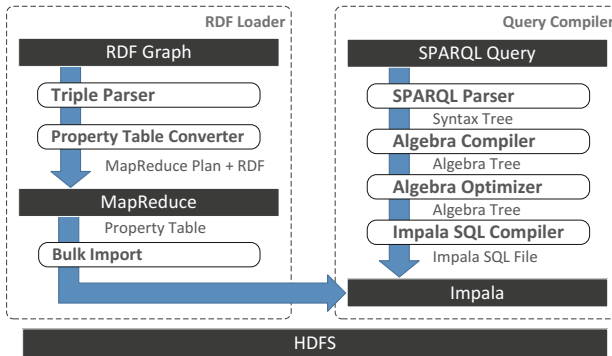 RDF Loader
RDF Graph
Triple Parser
Property Table Converter
MapReduce Plan + RDF
MapReduce
Property Table
Bulk Import
Query Compiler
SPARQL Query
SPARQL Parser
Syntax Tree
Algebra Compiler
Algebra Tree
Algebra Optimizer
Algebra Tree
Impala SQL Compiler
Impala SQL File
Impala
HDFS